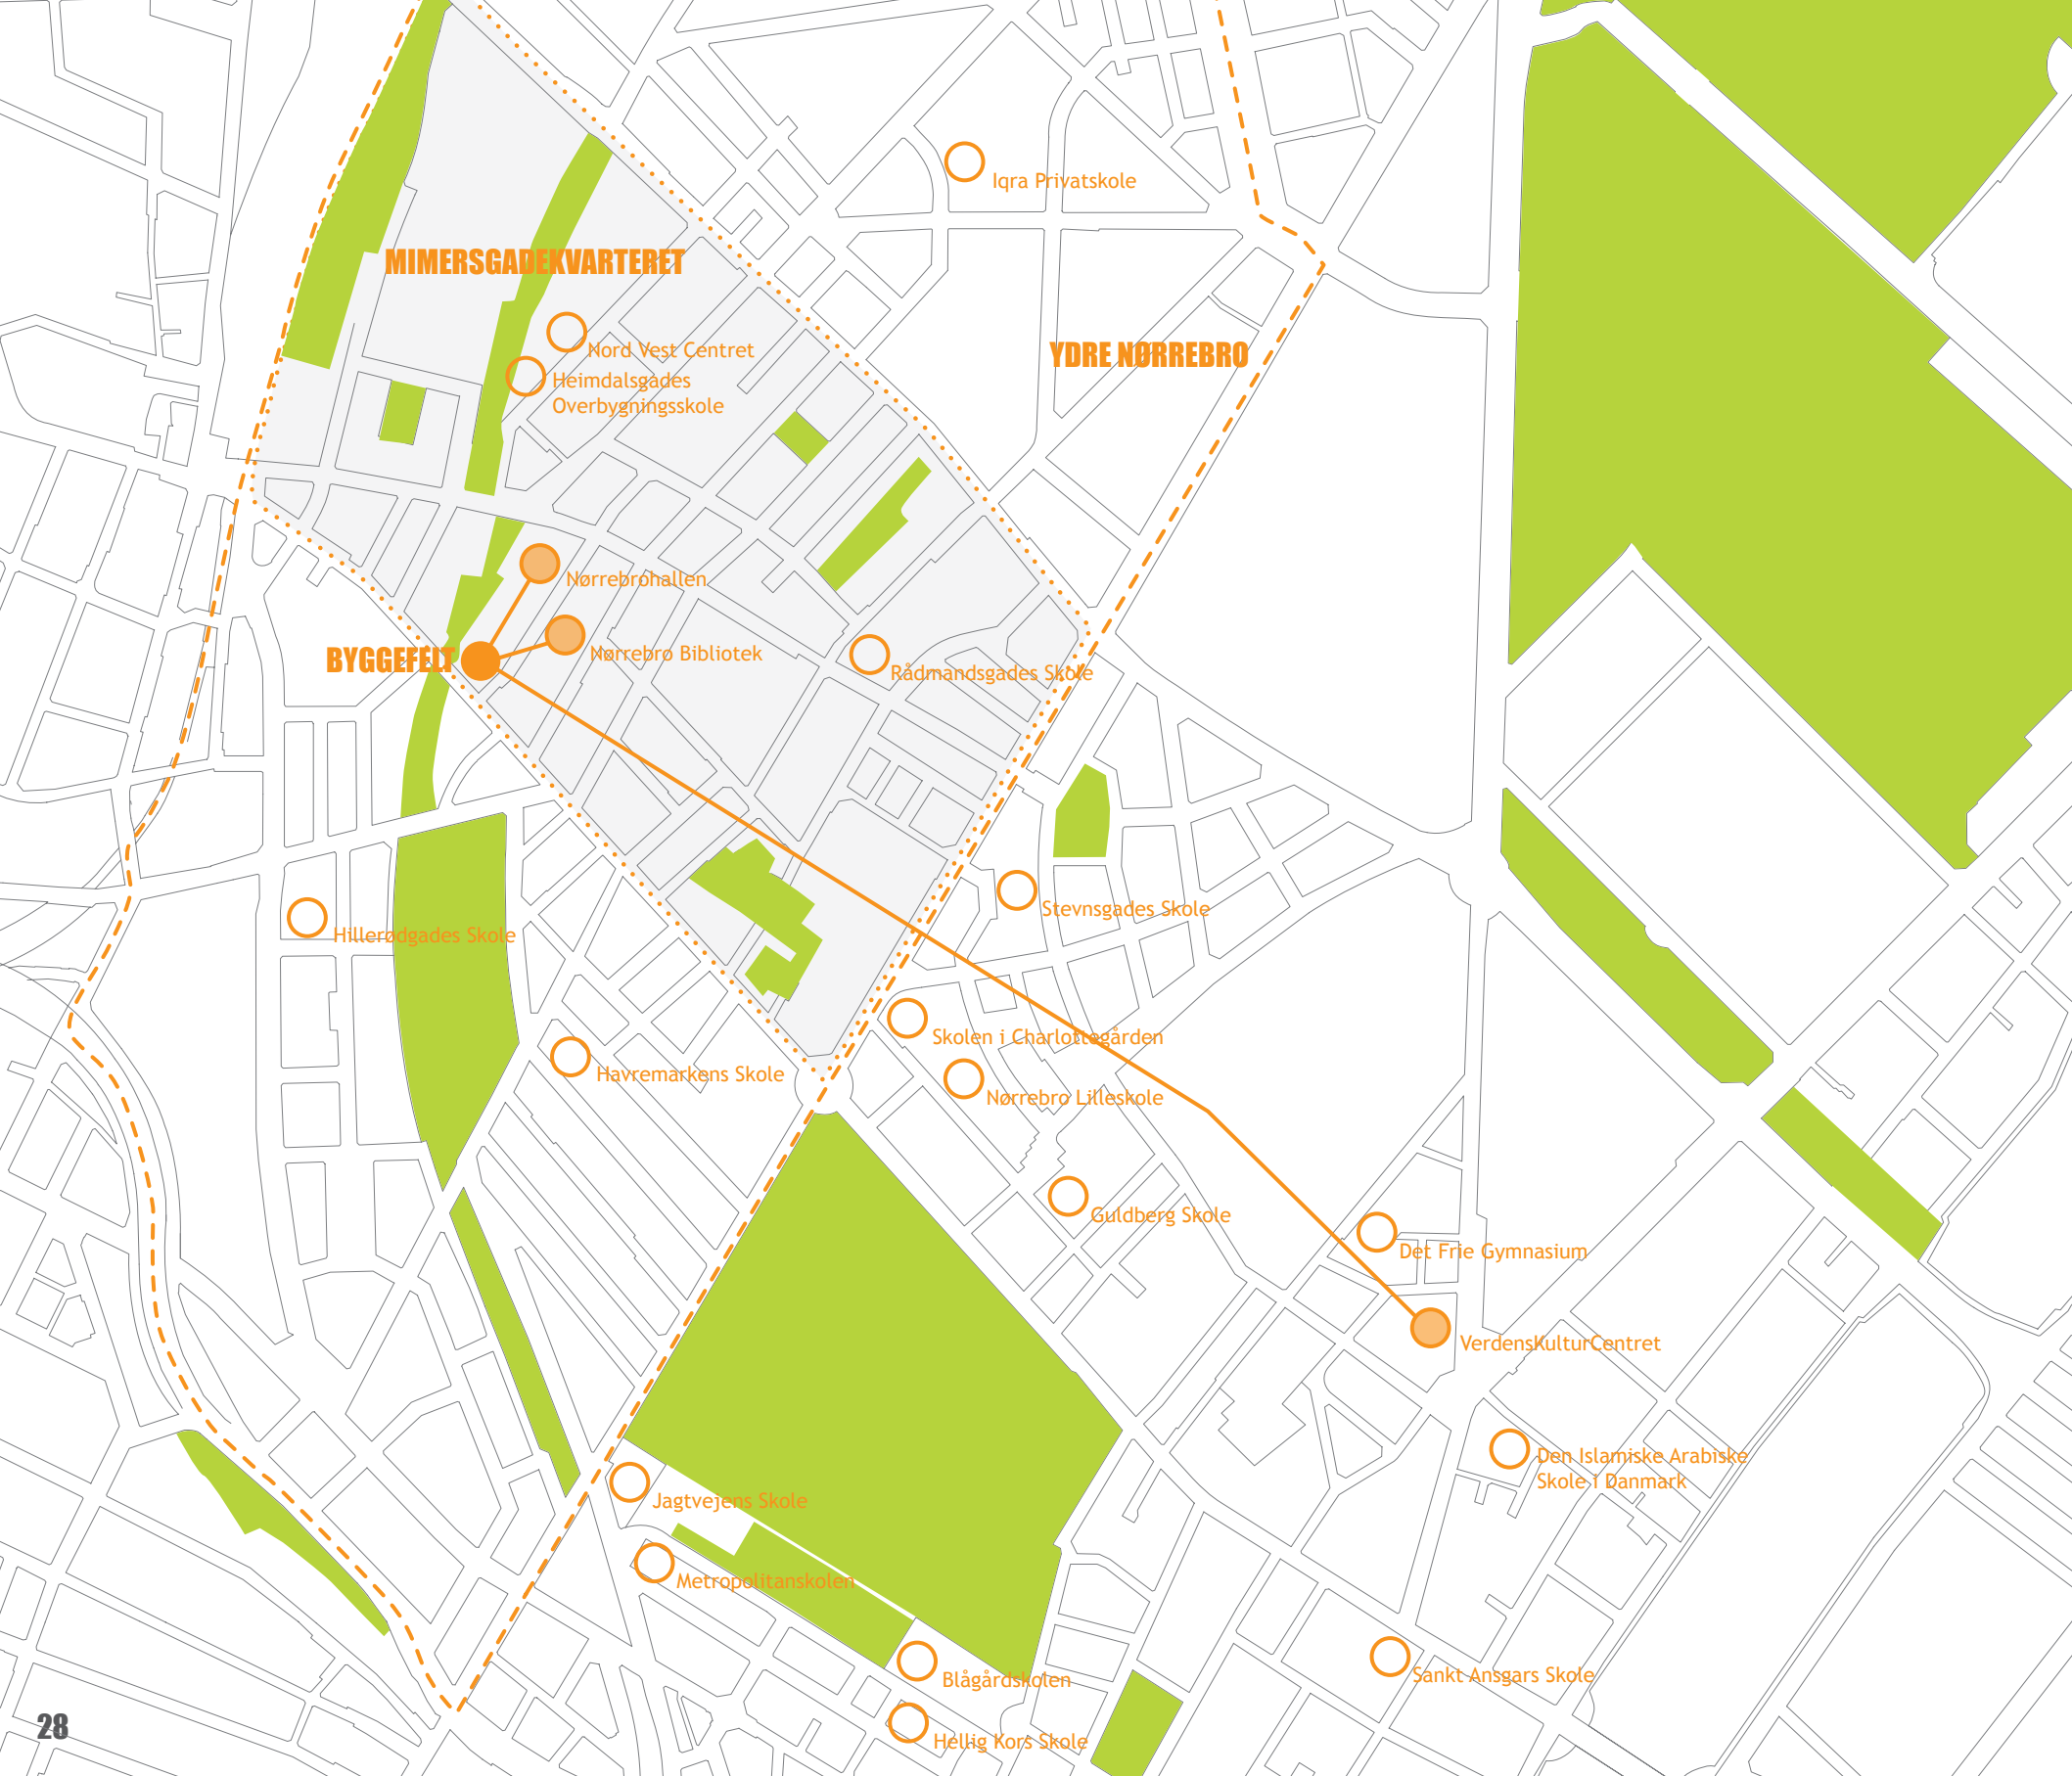 Iqra Privatskole
MIMERSGADEKVARTERET
Nord Vest Centret
YDRE NØRREBRO
Heimdalsgades
Overbygningsskole
Nørrebrohallen
Nørrebro Bibliotek
BYGGEFELT
Rådmandsgades Skole
Stevnsgades Skole
Hillerødgades Skole
Skolen i Charlottegården
Havremarkens Skole
Nørrebro Lilleskole
Guldberg Skole
Det Frie Gymnasium
VerdensKulturCentret
Den Islamiske Arabiske
Skole i Danmark
Jagtvejens Skole
Metropolitanskolen
Sankt Ansgars Skole
Blågårdskolen
Hellig Kors Skole
28